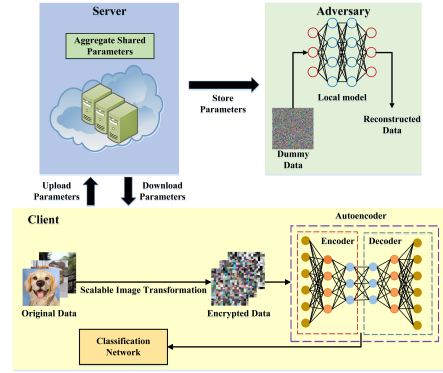 Server
Aggregate Shared
Parameters
Adversary
Local model
Store
Parameters
Dummy
Data
Reconstructed
Data
Upload
Parameters
Download
Parameters
Client
Autoencoder
Encoder
Decoder
Scalable Image Transformation
Original Data
Encrypted Data
Classification
Network